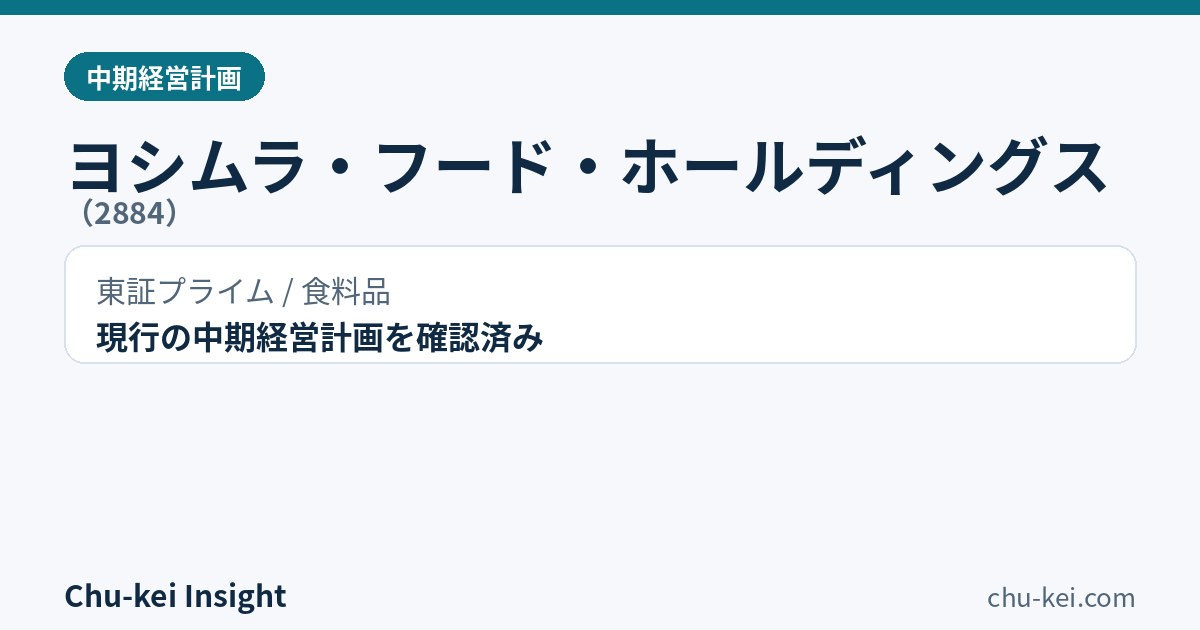 中期経営計画
ヨシムラ・フード・ホールディングス
（2884）
東証プライム / 食料品
現行の中期経営計画を確認済み
Chu-kei Insight
chu-kei.com